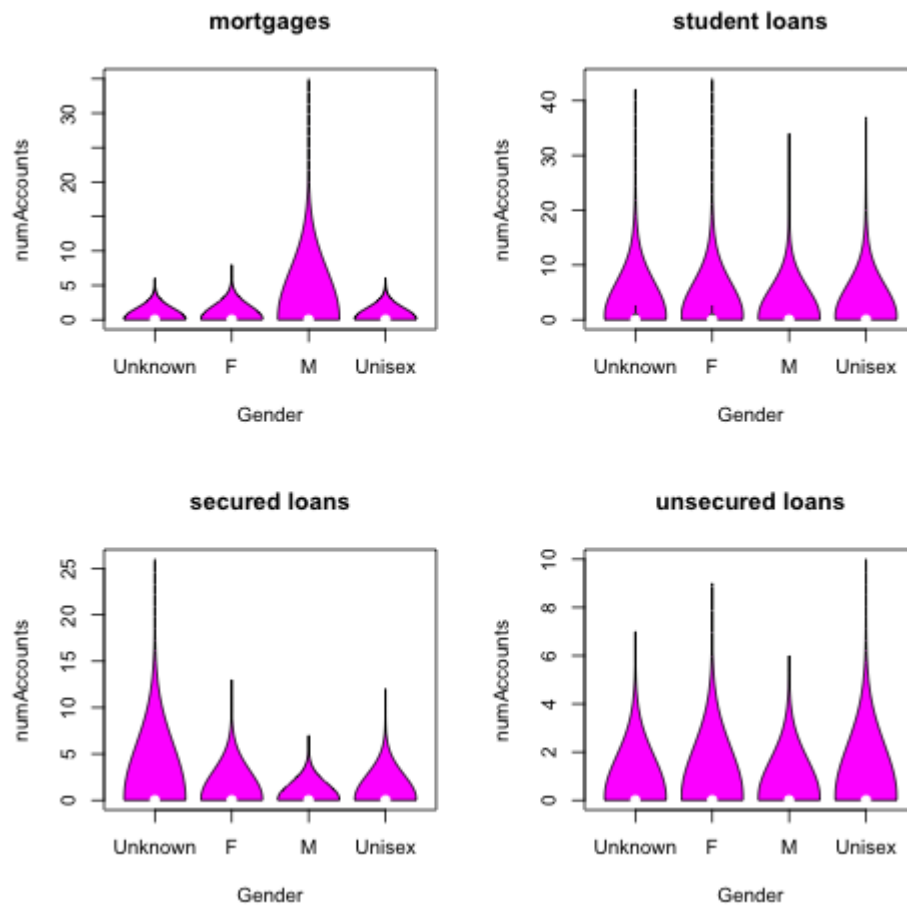 mortgages
numAccounts
30
20
10
5
0
Unknown F M Unisex
Gender
student loans
numAccounts
40
30
20
10
0
Unknown F M Unisex
Gender
secured loans
numAccounts
25
20
15
10
5
0
Unknown F M Unisex
Gender
unsecured loans
numAccounts
10
8
6
4
2
0
Unknown F M Unisex
Gender